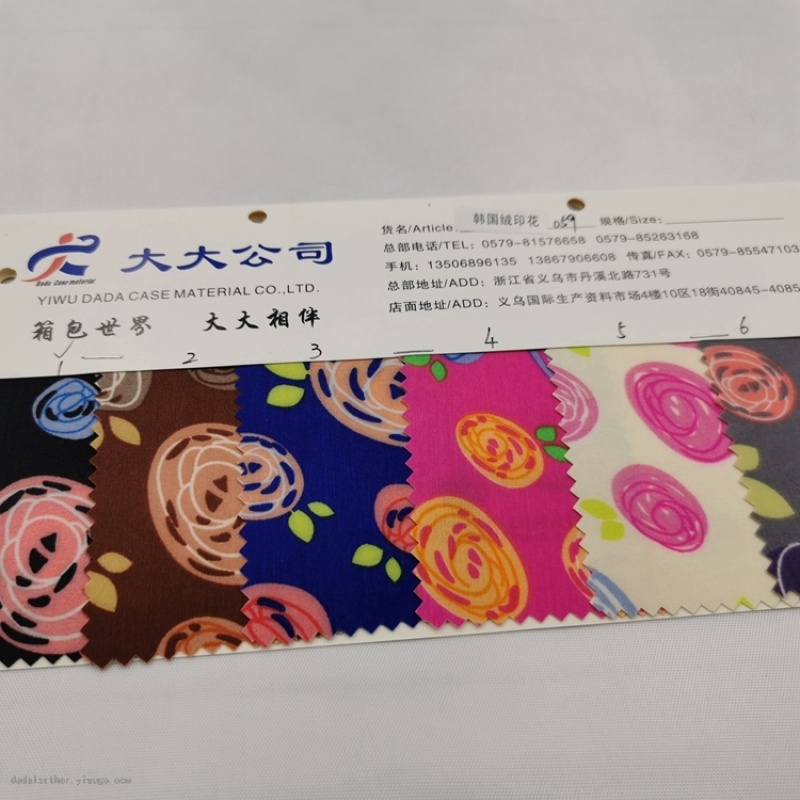 大大公司
Dada Case material
YIWU DADA CASE MATERIAL CO.,LTD.
箱包世界 大大相伴
货名/Article 韩国绒印花 059 规格/Size:
总部电话/TEL: 0579-81576658 0579-85263168
手机: 13506896135 13867906608 传真/FAX: 0579-85547103
总部地址/ADD: 浙江省义乌市丹溪北路731号
店面地址/ADD: 义乌国际生产资料市场4楼10区18街40845-4085
1 2 3 4 5 6